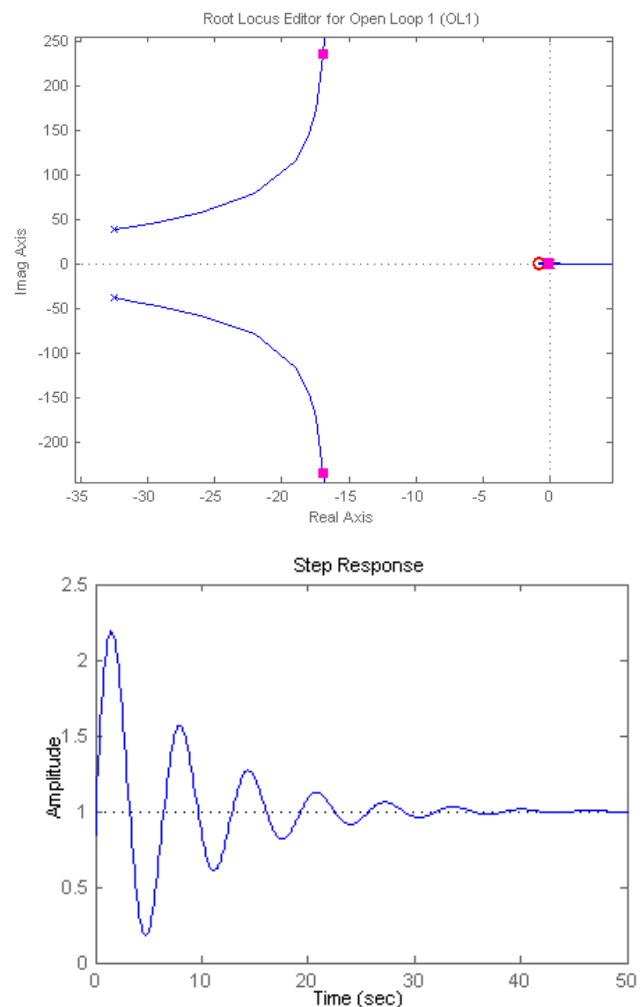 Root Locus Editor for Open Loop 1 (OL1)
250
200
150
100
50
0
-50
-100
-150
-200
Imag Axis
-35 -30 -25 -20 -15 -10 -5 0
Real Axis
Step Response
2.5
2
1.5
1
0.5
0
Amplitude
0 10 20 30 40 50
Time (sec)